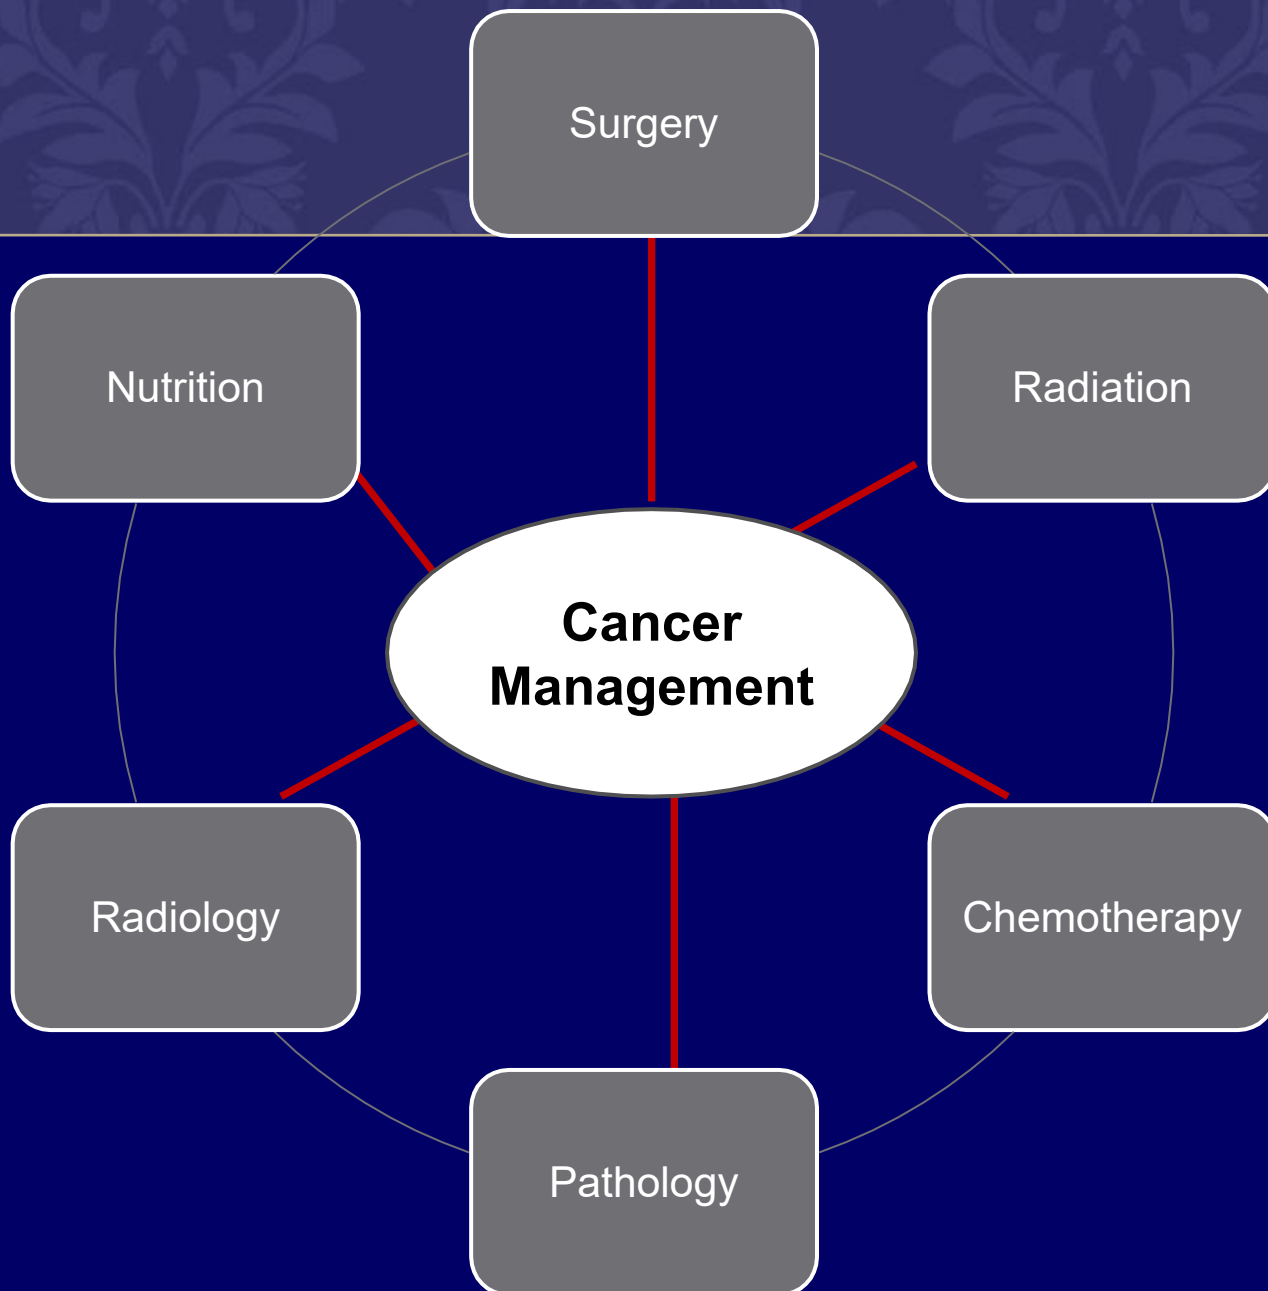 Surgery
Nutrition
Radiation
Cancer
Management
Radiology
Chemotherapy
Pathology